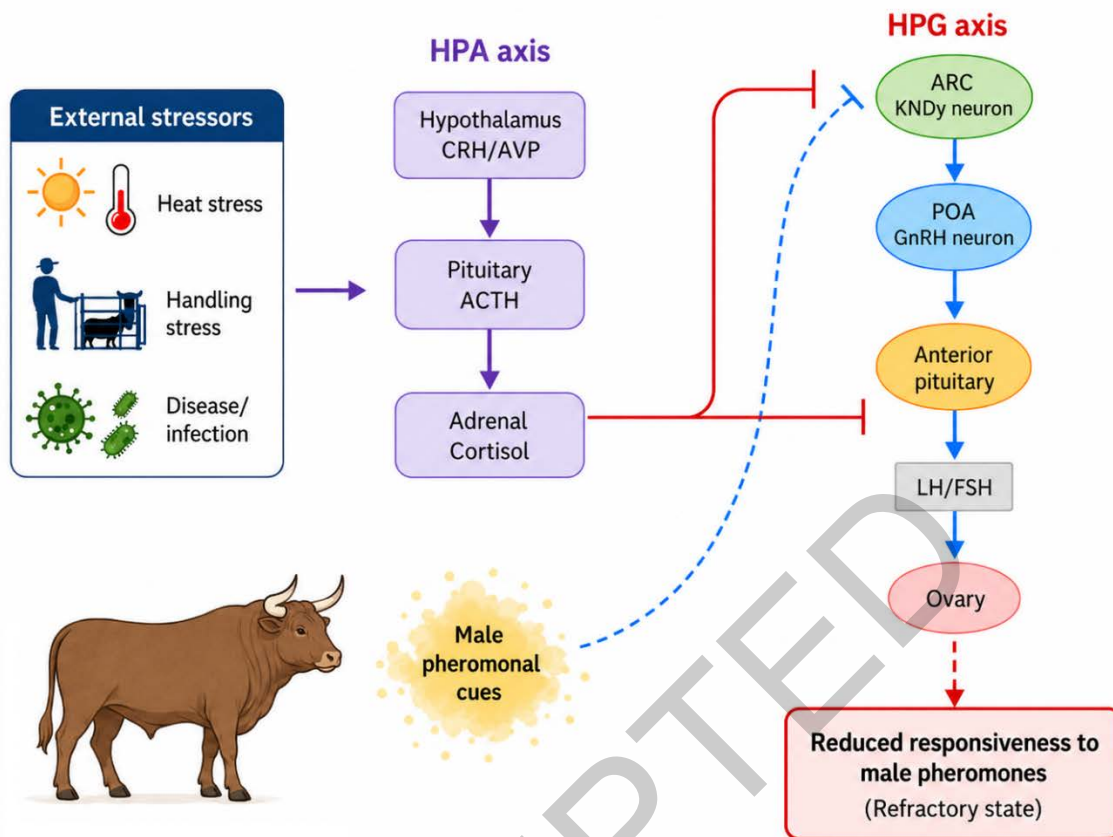 HPG axis
HPA axis
External stressors
Heat stress
Handling
stress
Disease/
infection
Hypothalamus
CRH/AVP
Pituitary
ACTH
Adrenal
Cortisol
Male
pheromonal
cues
ARC
KNDy neuron
POA
GnRH neuron
Anterior
pituitary
LH/FSH
Ovary
Reduced responsiveness to
male pheromones
(Refractory state)
PTED